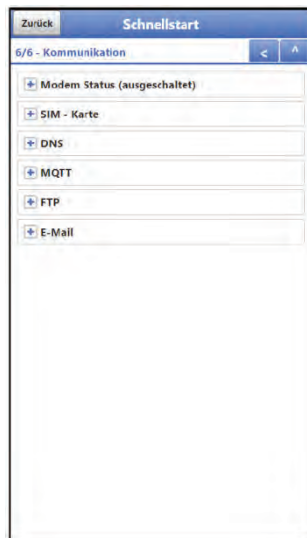 Zurück Schnellstart
6/6 - Kommunikation < ^
+ Modem Status (ausgeschaltet)
+ SIM - Karte
+ DNS
+ MQTT
+ FTP
+ E-Mail